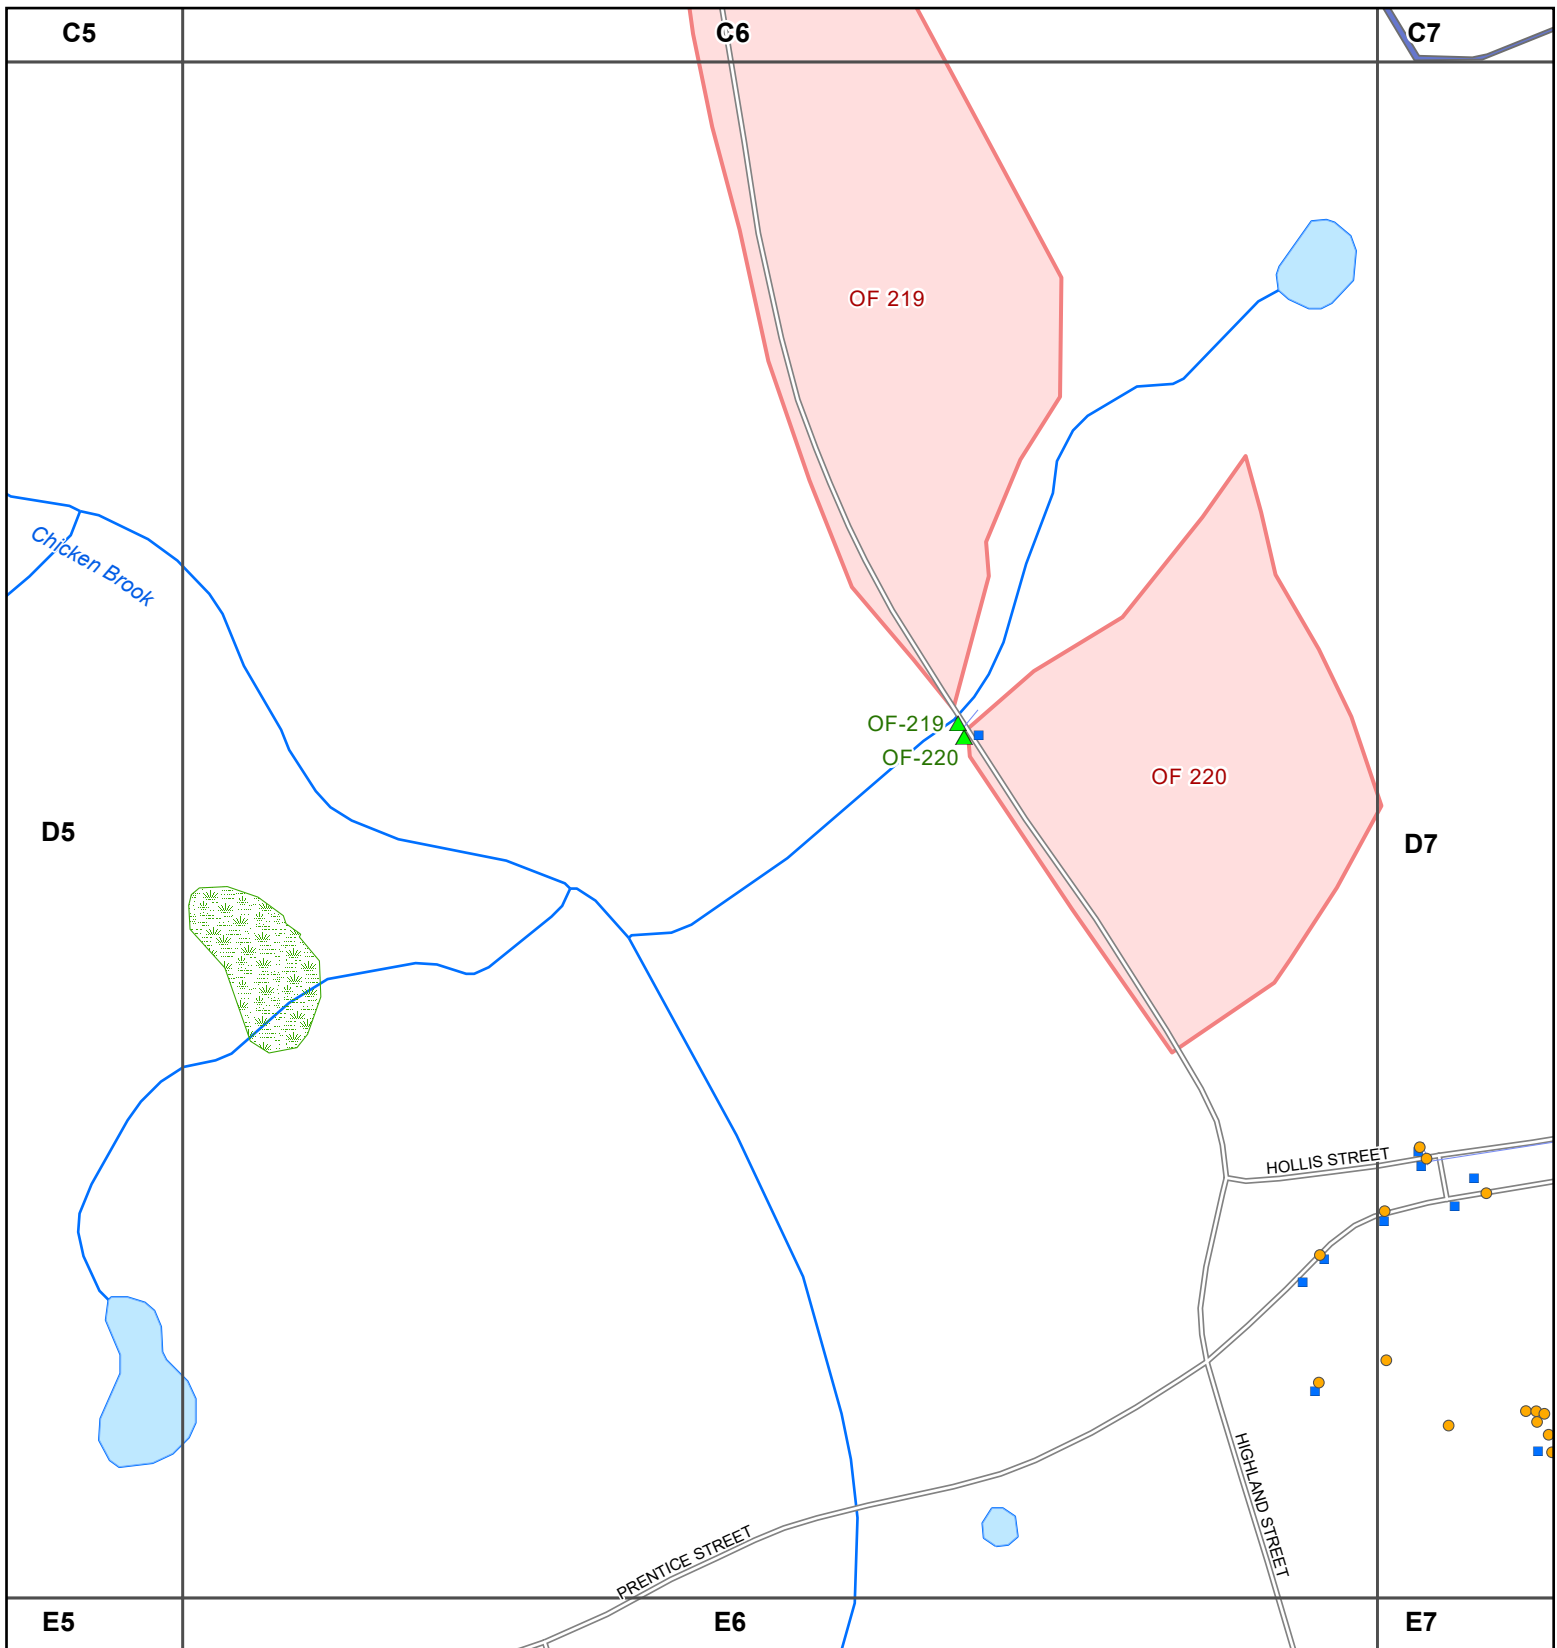 C5
C6
C7
OF 219
Chicken Brook
OF-219
OF-220
OF 220
D5
D7
HOLLIS STREET
HIGHLAND STREET
PRENTICE STREET
E5
E6
E7